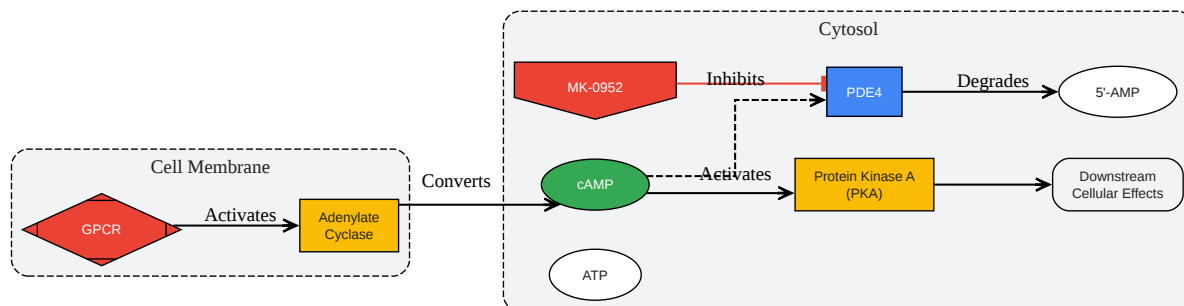 Cytosol
MK-0952
Inhibits
PDE4
Degrades
5'-AMP
Cell Membrane
GPCR
Activates
Adenylate
Cyclase
Converts
cAMP
Activates
Protein Kinase A
(PKA)
Downstream
Cellular Effects
ATP